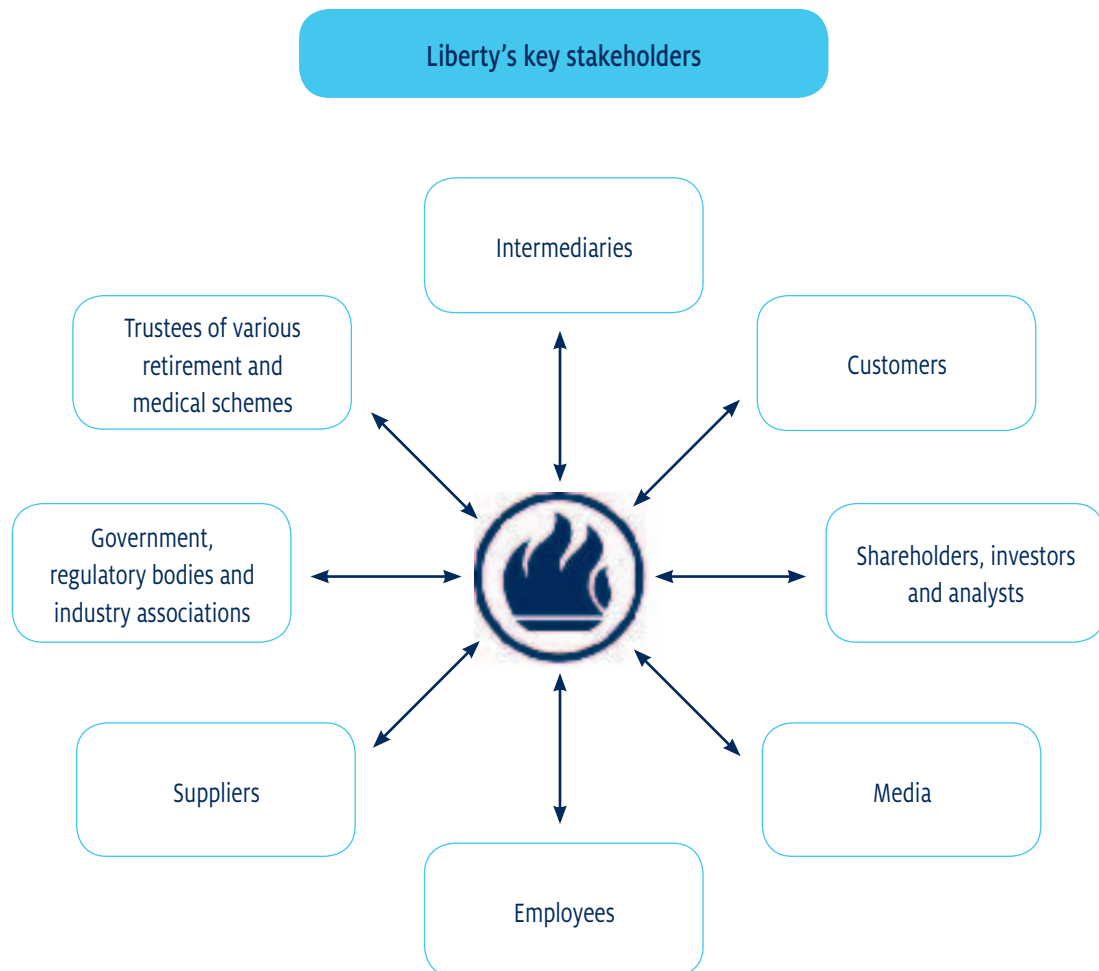 Liberty’s key stakeholders
Intermediaries
Trustees of various
retirement and
medical schemes
Customers
Government,
regulatory bodies and
industry associations
Shareholders, investors
and analysts
Suppliers
Media
Employees